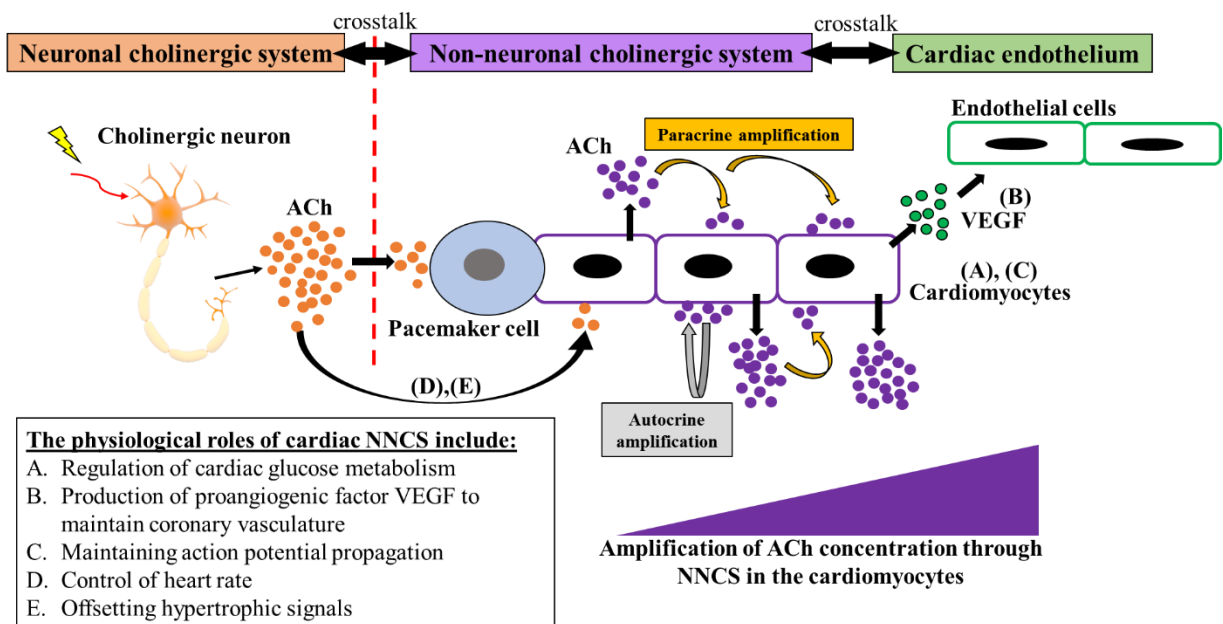 crosstalk
crosstalk
Neuronal cholinergic system
Non-neuronal cholinergic system
Cardiac endothelium
Endothelial cells
Cholinergic neuron
Paracrine amplification
ACh
ACh
(B)
VEGF
(A), (C)
Cardiomyocytes
Pacemaker cell
(D),(E)
Autocrine
amplification
The physiological roles of cardiac NNCS include:
A. Regulation of cardiac glucose metabolism
B. Production of proangiogenic factor VEGF to
maintain coronary vasculature
C. Maintaining action potential propagation
D. Control of heart rate
E. Offsetting hypertrophic signals
Amplification of ACh concentration through
NNCS in the cardiomyocytes